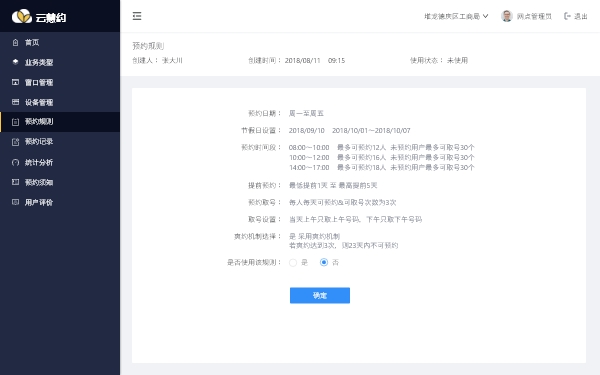 云慧约
堆龙德庆区工商局
网点管理员
退出
首页
业务类型
窗口管理
设备管理
预约规则
预约记录
统计分析
预约须知
用户评价
预约规则
创建人： 张大川 创建时间： 2018/08/11 09:15 使用状态： 未使用
预约日期： 周一至周五
节假日设置： 2018/09/10 2018/10/01～2018/10/07
预约时间段： 08:00～10:00 最多可预约12人 未预约用户最多可取号30个
10:00～12:00 最多可预约16人 未预约用户最多可取号30个
14:00～17:00 最多可预约18人 未预约用户最多可取号30个
提前预约： 最低提前1天 至 最高提前5天
预约取号： 每人每天可预约&可取号次数为3次
取号设置： 当天上午只取上午号码，下午只取下午号码
爽约机制选择： 是 采用爽约机制
若爽约达到3次，则23天内不可预约
是否使用该规则： 是 否
确定